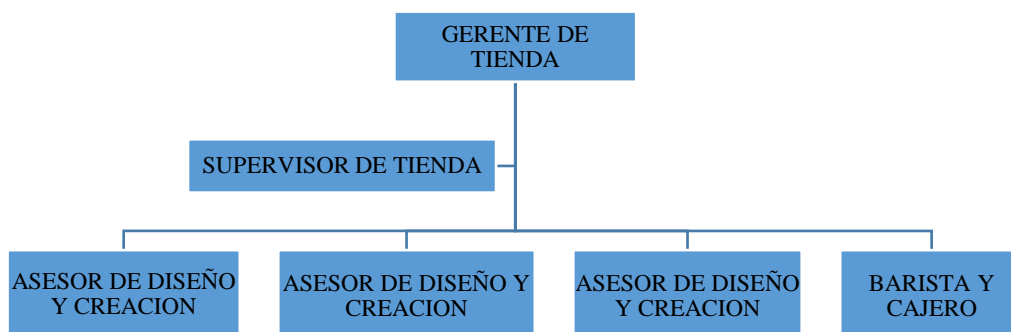 GERENTE DE
TIENDA
SUPERVISOR DE TIENDA
ASESOR DE DISEÑO
Y CREACION
ASESOR DE DISEÑO Y
CREACION
ASESOR DE DISEÑO
Y CREACION
BARISTA Y
CAJERO